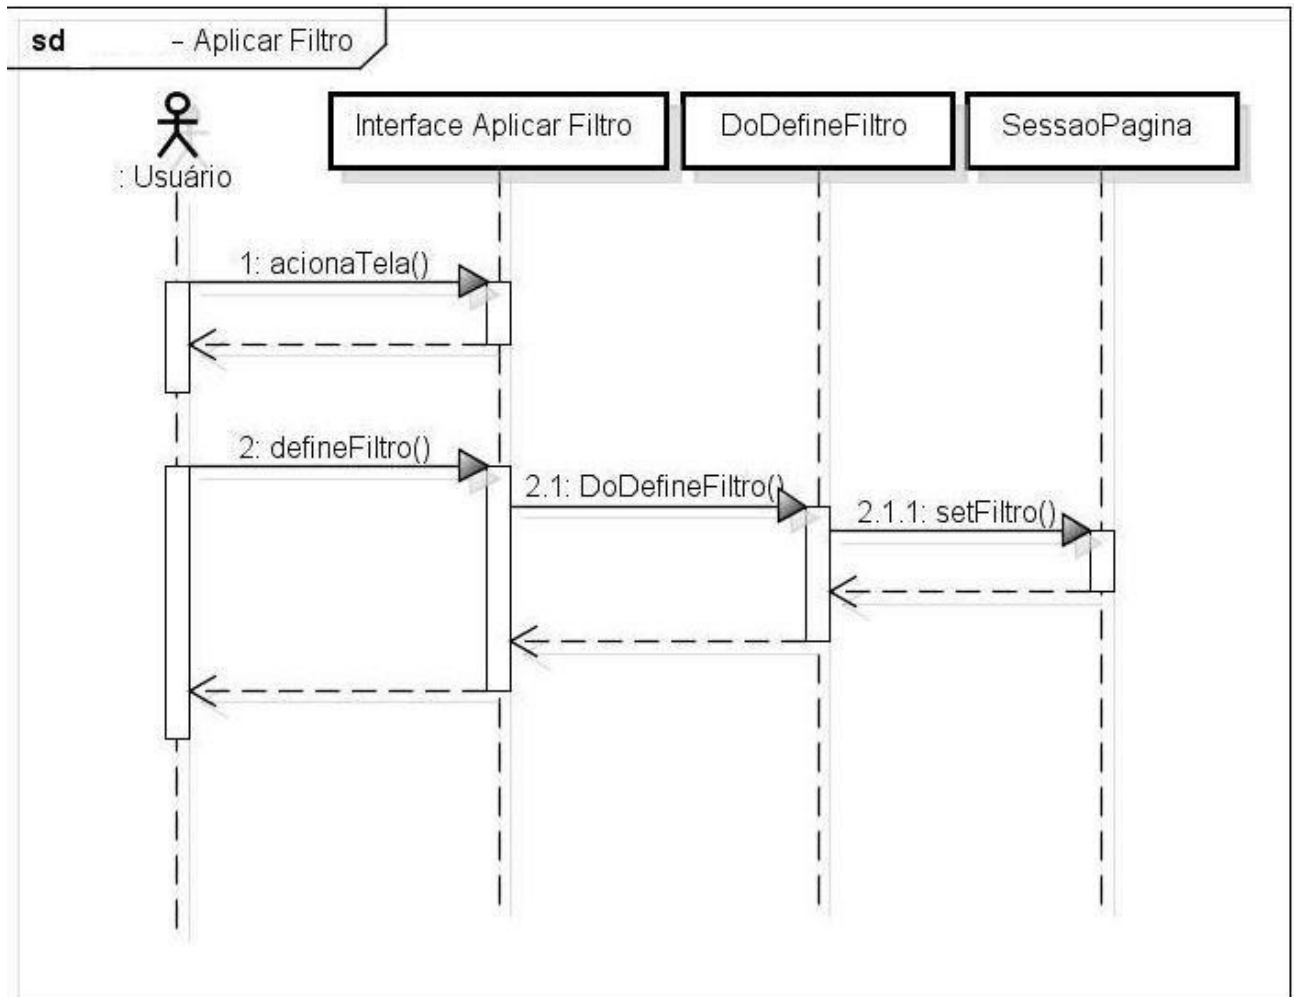 sd – Aplicar Filtro
: Usuário
Interface Aplicar Filtro
DoDefineFiltro
SessaoPagina
1: acionaTela()
2: defineFiltro()
2.1: DoDefineFiltro()
2.1.1: setFiltro()